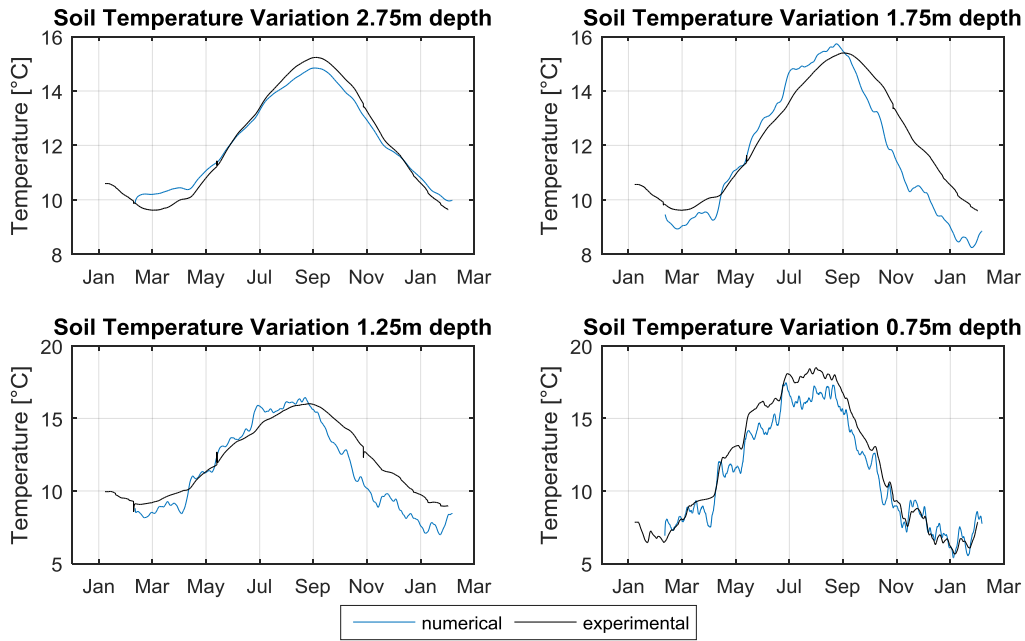 Soil Temperature Variation 2.75m depth
Temperature [°C]
16
14
12
10
8
Jan Mar May Jul Sep Nov Jan Mar
Soil Temperature Variation 1.75m depth
Temperature [°C]
16
14
12
10
8
Jan Mar May Jul Sep Nov Jan Mar
Soil Temperature Variation 1.25m depth
Temperature [°C]
20
15
10
5
Jan Mar May Jul Sep Nov Jan Mar
Soil Temperature Variation 0.75m depth
Temperature [°C]
20
15
10
5
Jan Mar May Jul Sep Nov Jan Mar
numerical experimental